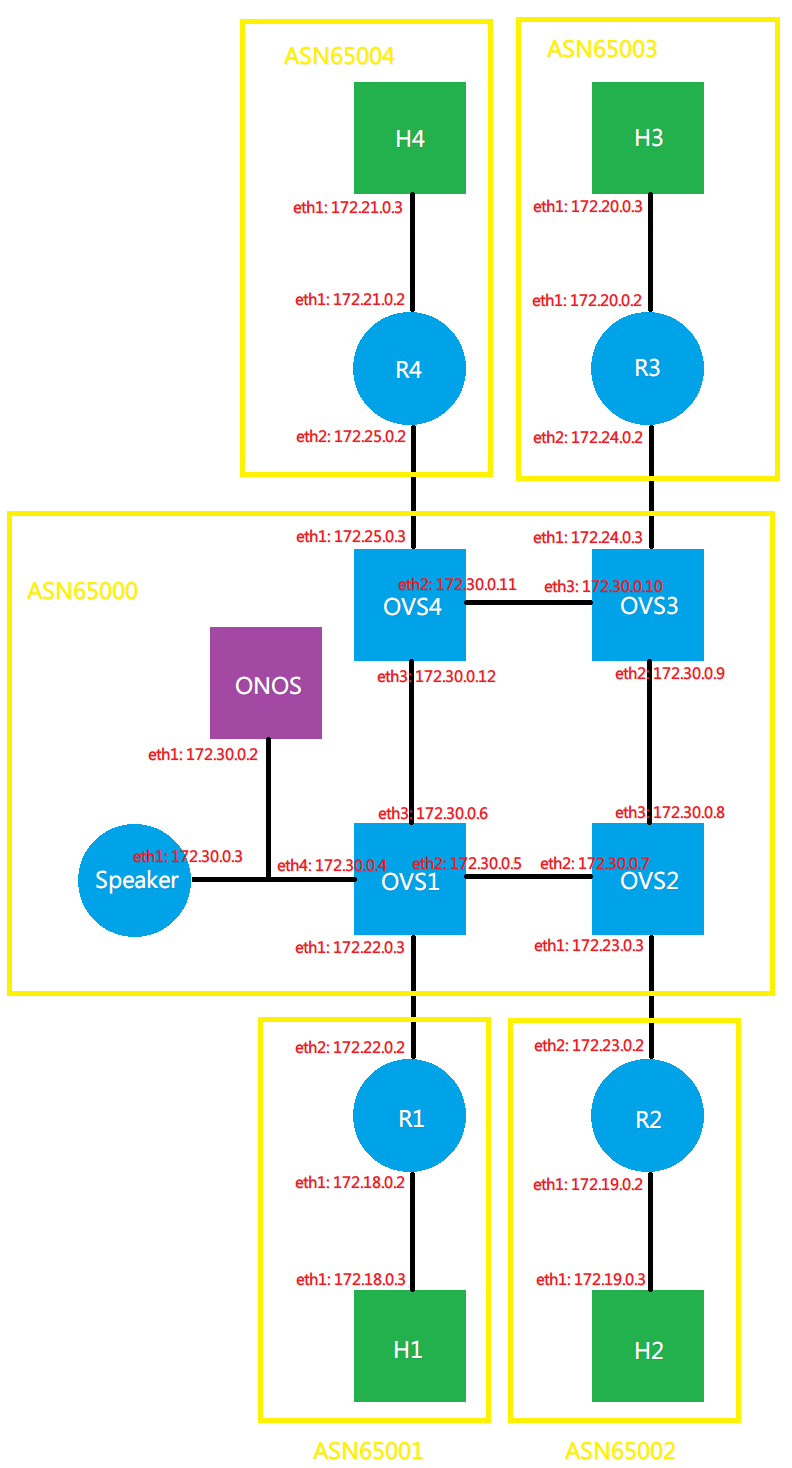 ASN65004
ASN65003
H4
H3
eth1: 172.21.0.3
eth1: 172.20.0.3
eth1: 172.21.0.2
eth1: 172.20.0.2
R4
R3
eth2: 172.25.0.2
eth2: 172.24.0.2
eth1: 172.25.0.3
eth1: 172.24.0.3
ASN65000
eth2: 172.30.0.11
eth3: 172.30.0.10
OVS4
OVS3
ONOS
eth3: 172.30.0.12
eth2: 172.30.0.9
eth1: 172.30.0.2
eth3: 172.30.0.6
eth3: 172.30.0.8
eth1: 172.30.0.3
eth4: 172.30.0.4
eth2: 172.30.0.5
eth2: 172.30.0.7
Speaker
OVS1
OVS2
eth1: 172.22.0.3
eth1: 172.23.0.3
eth2: 172.22.0.2
eth2: 172.23.0.2
R1
R2
eth1: 172.18.0.2
eth1: 172.19.0.2
eth1: 172.18.0.3
eth1: 172.19.0.3
H1
H2
ASN65001
ASN65002